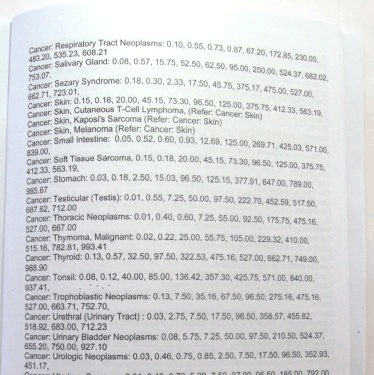 Cancer: Respiratory Tract Neoplasms: 0.10, 0.55, 0.73, 0.87, 67.20, 172.85, 230.00,
483.20, 535.23, 608.21
Cancer: Salivary Gland: 0.08, 0.57, 15.75, 52.50, 62.50, 95.00, 250.00, 524.37, 682.02,
753.07.
Cancer: Sezary Syndrome: 0.18, 0.30, 2.33, 17.50, 45.75, 375.17, 475.00, 527.00,
662.71, 723.01,
Cancer: Skin: 0.15, 0.18, 20.00, 45.15, 73.30, 96.50, 125.00, 375.75, 412.33, 563.19,
Cancer: Skin, Cutaneous T-Cell Lymphoma, (Refer: Cancer: Skin)
Cancer: Skin, Kaposi's Sarcoma (Refer: Cancer: Skin)
Cancer: Skin, Melanoma (Refer: Cancer: Skin)
Cancer: Small Intestine: 0.05, 0.52, 0.60, 0.93, 12.69, 125.00, 269.71, 425.03, 571.00,
839.00,
Cancer: Soft Tissue Sarcoma, 0.15, 0.18, 20.00, 45.15, 73.30, 96.50, 125.00, 375.75,
412.33, 563.19,
Cancer: Stomach: 0.03, 0.18, 2.50, 15.03, 96.50, 125.15, 377.91, 647.00, 789.00,
985.67
Cancer: Testicular (Testis): 0.01, 0.55, 7.25, 50.00, 97.50, 222.70, 452.59, 517.50,
687.62, 712.00
Cancer: Thoracic Neoplasms: 0.01, 0.40, 0.60, 7.25, 55.00, 92.50, 175.75, 475.16,
527.00, 667.00
Cancer: Thymoma, Malignant: 0.02, 0.22, 25.00, 55.75, 105.00, 229.32, 410.00,
515.16, 782.81, 993.41
Cancer: Thyroid: 0.13, 0.57, 32.50, 97.50, 322.53, 475.16, 527.00, 662.71, 749.00,
988.90
Cancer: Tonsil: 0.08, 0.12, 40.00, 85.00, 136.42, 357.30, 425.75, 571.00, 840.00,
937.41,
Cancer: Trophoblastic Neoplasms: 0.13, 7.50, 35.16, 67.50, 96.50, 275.16, 475.16,
527.00, 663.71, 752.70,
Cancer: Urethral (Urinary Tract) : 0.03, 2.75, 7.50, 17.50, 96.50, 358.57, 455.82,
518.92, 683.00, 712.23
Cancer: Urinary Bladder Neoplasms: 0.08, 5.75, 7.25, 50.00, 97.50, 210.50, 524.37,
655.20, 750.00, 927.10
Cancer: Urologic Neoplasms: 0.03, 0.46, 0.75, 0.85, 2.50, 7.50, 17.50, 96.50, 352.93,
451.17,